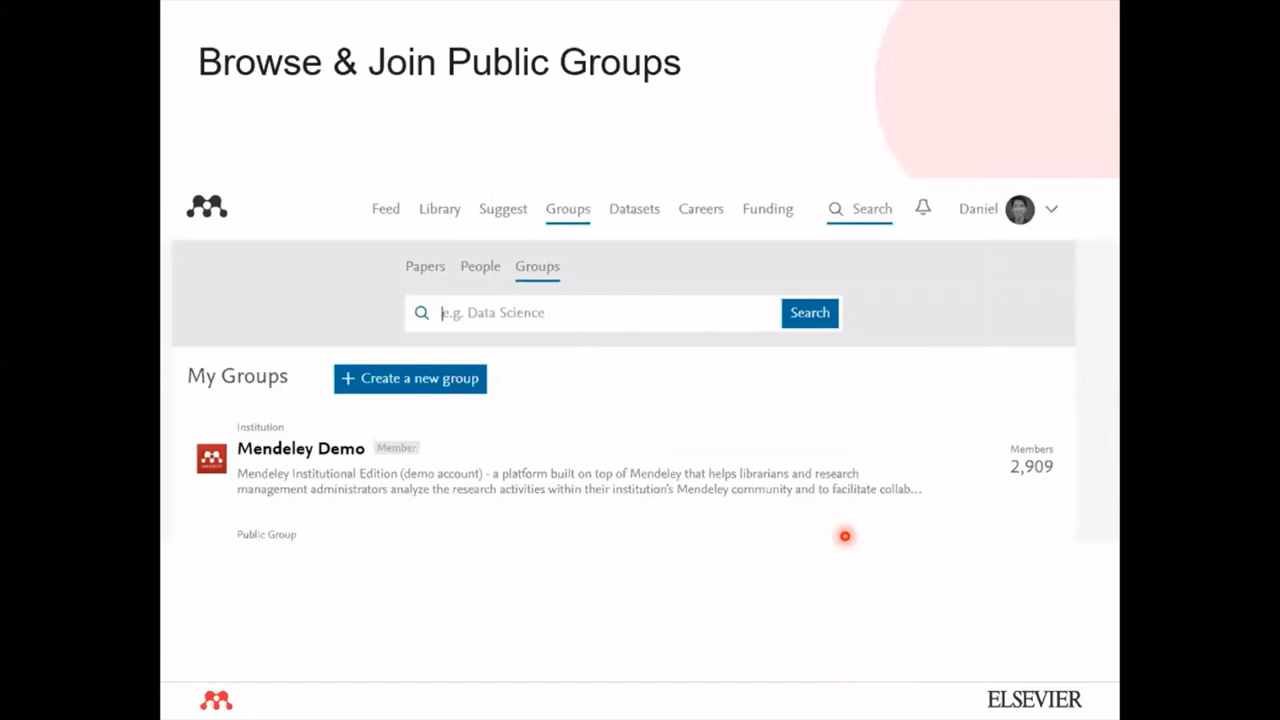 Browse & Join Public Groups
Feed Library Suggest Groups Datasets Careers Funding Search Daniel
Papers People Groups
e.g. Data Science Search
My Groups + Create a new group
Institution
Mendeley Demo Member
Mendeley Institutional Edition (demo account) - a platform built on top of Mendeley that helps librarians and research
management administrators analyze the research activities within their institution's Mendeley community and to facilitate collab...
Members
2,909
Public Group
ELSEVIER